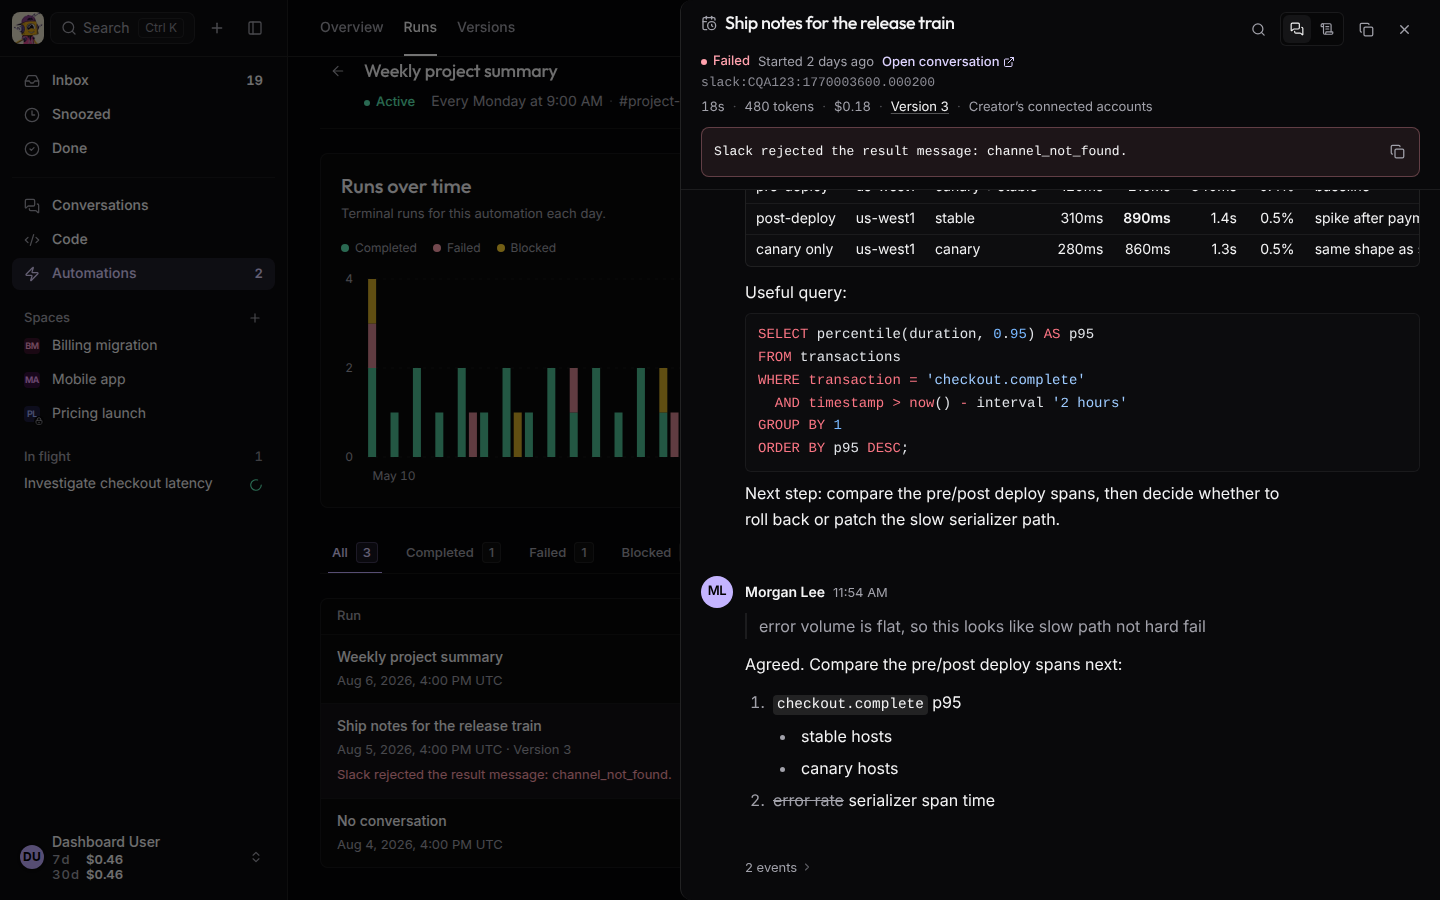 Search Ctrl K
Inbox 19
Snoozed
Done
Conversations
Code
Automations 2
Spaces
BM Billing migration
MA Mobile app
PL Pricing launch
In flight 1
Investigate checkout latency
DU Dashboard User
7d $0.46
30d $0.46
Overview Runs Versions
Weekly project summary
Active Every Monday at 9:00 AM · #project-
Runs over time
Terminal runs for this automation each day.
Completed Failed Blocked
4
2
0
May 10
All 3 Completed 1 Failed 1 Blocked
Run
Weekly project summary
Aug 6, 2026, 4:00 PM UTC
Ship notes for the release train
Aug 5, 2026, 4:00 PM UTC · Version 3
Slack rejected the result message: channel_not_found.
No conversation
Aug 4, 2026, 4:00 PM UTC
Ship notes for the release train
Failed Started 2 days ago Open conversation
slack:CQA123:1770003600.000200
18s · 480 tokens · $0.18 · Version 3 · Creator’s connected accounts
Slack rejected the result message: channel_not_found.
post-deploy us-west1 stable 310ms 890ms 1.4s 0.5% spike after paym
canary only us-west1 canary 280ms 860ms 1.3s 0.5% same shape as
Useful query:
SELECT percentile(duration, 0.95) AS p95
FROM transactions
WHERE transaction = 'checkout.complete'
AND timestamp > now() - interval '2 hours'
GROUP BY 1
ORDER BY p95 DESC;
Next step: compare the pre/post deploy spans, then decide whether to
roll back or patch the slow serializer path.
ML Morgan Lee 11:54 AM
error volume is flat, so this looks like slow path not hard fail
Agreed. Compare the pre/post deploy spans next:
1. checkout.complete p95
• stable hosts
• canary hosts
2. error rate serializer span time
2 events